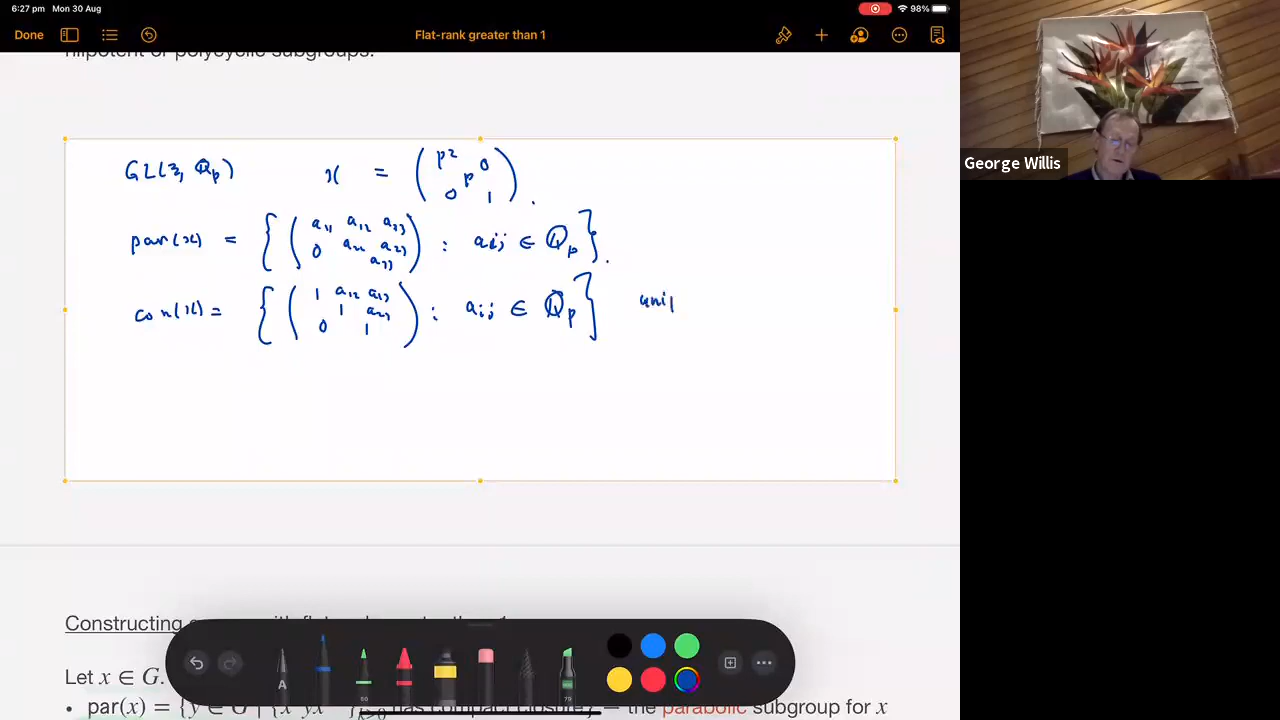 6:27 pm Mon 30 Aug 98%
Done Flat-rank greater than 1
nilpotent or polycyclic subgroups.
GL(3, ℚp) x = ( p² 0
p
0 1 ).
par(x) = { ( a11 a12 a13
0 a22 a23
a33 ) : aij ∈ ℚp }.
con(x) = { ( 1 a12 a13
1 a23
0 1 ) : aij ∈ ℚp } unip
Constructing
Let x ∈ G.
• par(x) = {y ∈ G | has compact closure} — the parabolic subgroup for x
George Willis